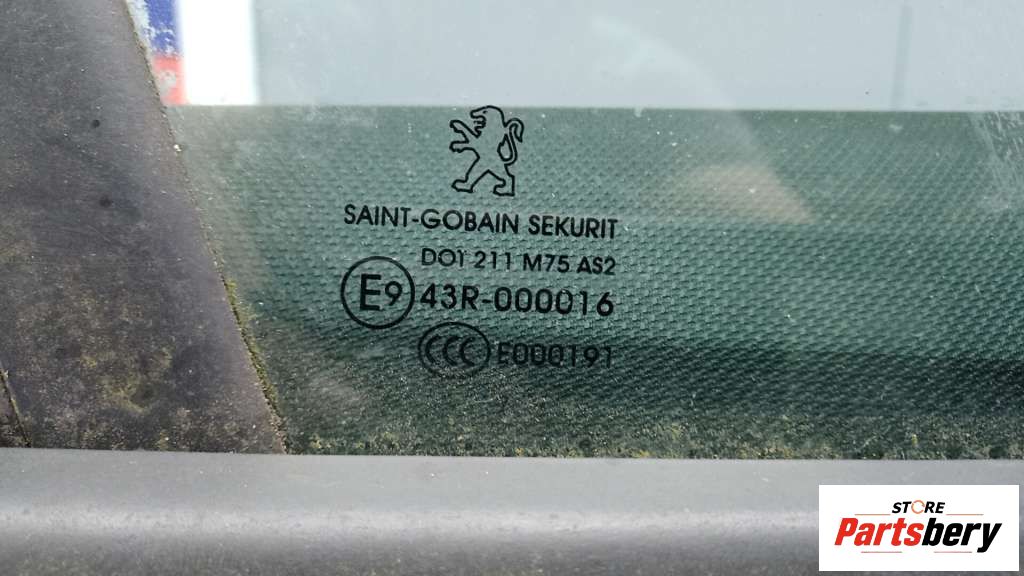 SAINT-GOBAIN SEKURIT
DOT 211 M75 AS2
E9 43R-000016
CCC E000191
STORE
Partsbery